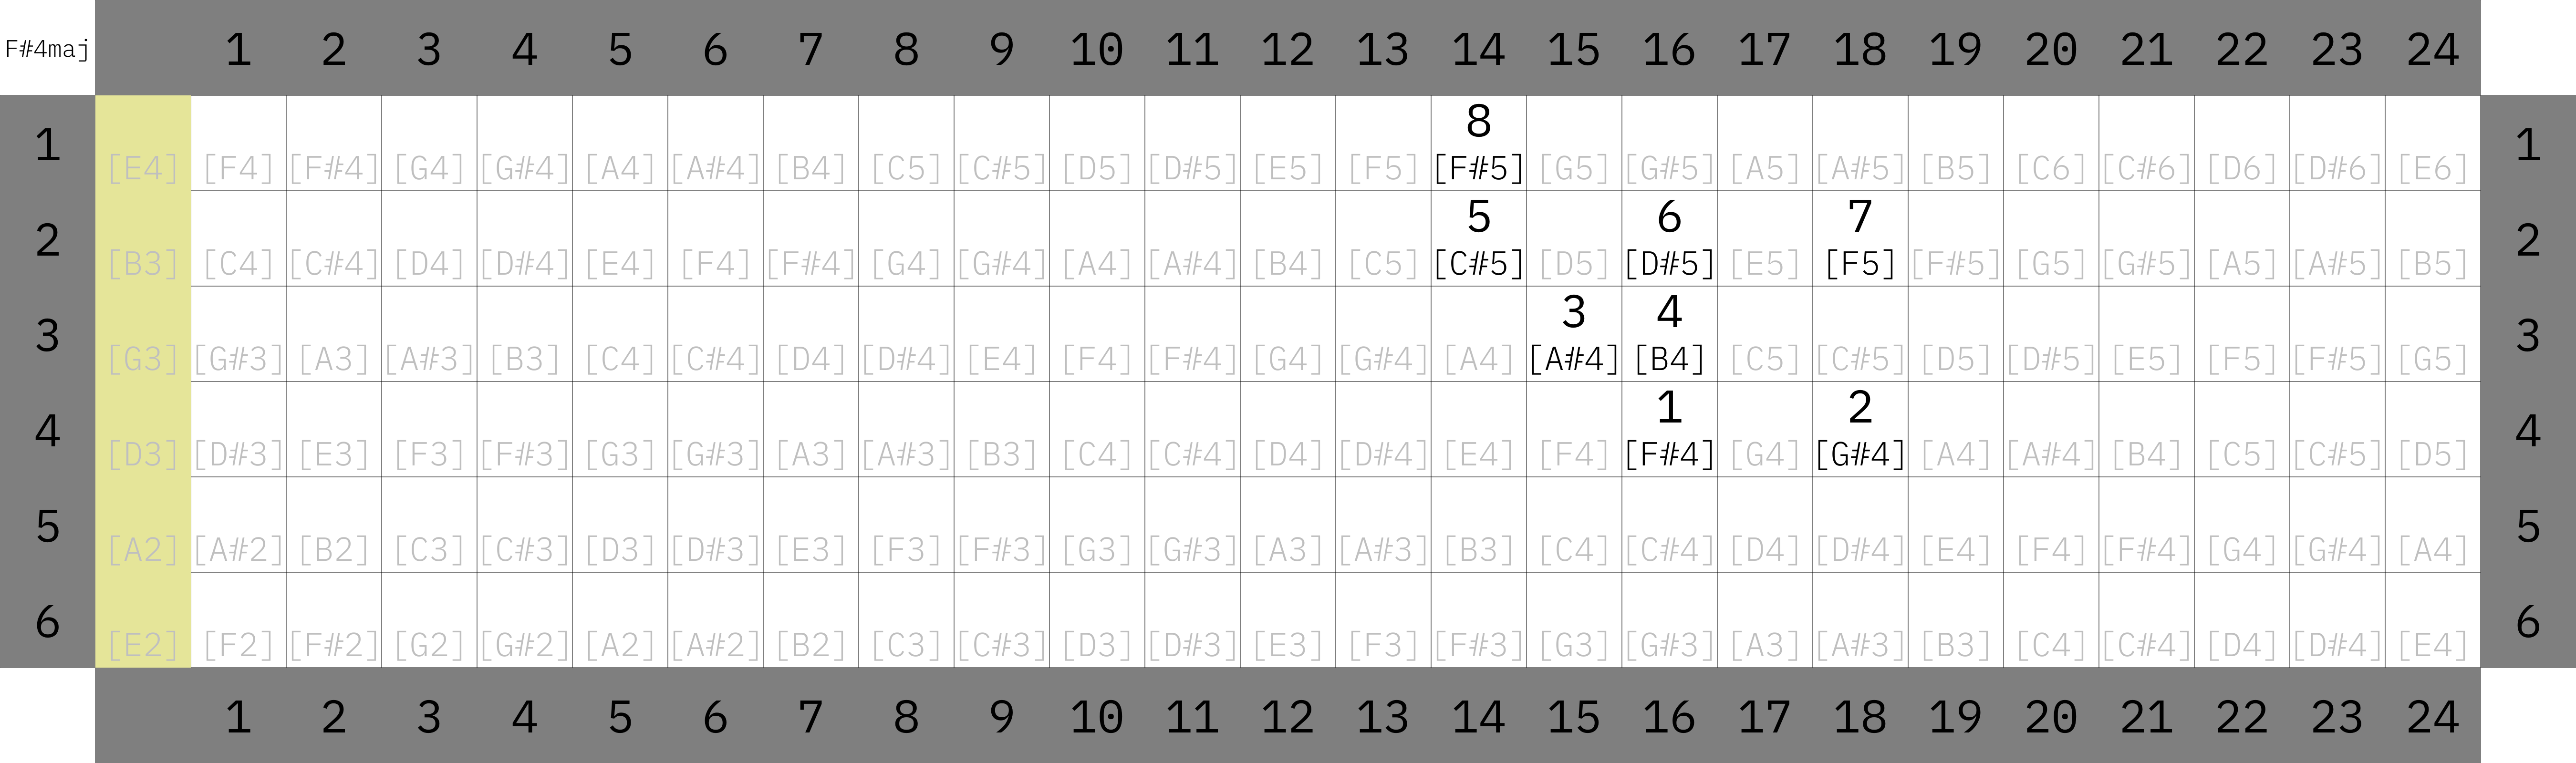 F#4maj 1 2 3 4 5 6 7 8 9 10 11 12 13 14 15 16 17 18 19 20 21 22 23 24
8
1 [E4] [F4] [F#4] [G4] [G#4] [A4] [A#4] [B4] [C5] [C#5] [D5] [D#5] [E5] [F5] [F#5] [G5] [G#5] [A5] [A#5] [B5] [C6] [C#6] [D6] [D#6] [E6] 1
5 6 7
2 [B3] [C4] [C#4] [D4] [D#4] [E4] [F4] [F#4] [G4] [G#4] [A4] [A#4] [B4] [C5] [C#5] [D5] [D#5] [E5] [F5] [F#5] [G5] [G#5] [A5] [A#5] [B5] 2
3 4
3 [G3] [G#3] [A3] [A#3] [B3] [C4] [C#4] [D4] [D#4] [E4] [F4] [F#4] [G4] [G#4] [A4] [A#4] [B4] [C5] [C#5] [D5] [D#5] [E5] [F5] [F#5] [G5] 3
1 2
4 [D3] [D#3] [E3] [F3] [F#3] [G3] [G#3] [A3] [A#3] [B3] [C4] [C#4] [D4] [D#4] [E4] [F4] [F#4] [G4] [G#4] [A4] [A#4] [B4] [C5] [C#5] [D5] 4
5 [A2] [A#2] [B2] [C3] [C#3] [D3] [D#3] [E3] [F3] [F#3] [G3] [G#3] [A3] [A#3] [B3] [C4] [C#4] [D4] [D#4] [E4] [F4] [F#4] [G4] [G#4] [A4] 5
6 [E2] [F2] [F#2] [G2] [G#2] [A2] [A#2] [B2] [C3] [C#3] [D3] [D#3] [E3] [F3] [F#3] [G3] [G#3] [A3] [A#3] [B3] [C4] [C#4] [D4] [D#4] [E4] 6
1 2 3 4 5 6 7 8 9 10 11 12 13 14 15 16 17 18 19 20 21 22 23 24